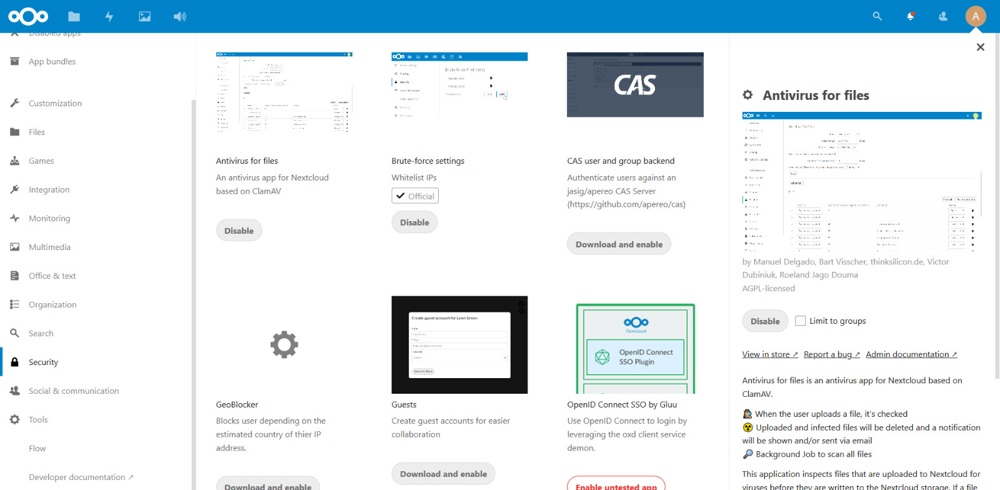 A
Disabled apps
App bundles
Customization
Files
Games
Integration
Monitoring
Multimedia
Office & text
Organization
Search
Security
Social & communication
Tools
Flow
Developer documentation ↗
Antivirus for files
An antivirus app for Nextcloud
based on ClamAV
Disable
Brute-force IP whitelist
Sharing
Security
Add
Brute-force settings
Whitelist IPs
Official
Disable
CAS
CAS user and group backend
Authenticate users against an
jasig/apereo CAS Server
(https://github.com/apereo/cas)
Download and enable
GeoBlocker
Blocks user depending on the
estimated country of thier IP
address.
Download and enable
Create guest account for Leon Green
Name
Save and Share
Guests
Create guest accounts for easier
collaboration
Download and enable
Nextcloud
OpenID Connect
SSO Plugin
OpenID Connect SSO by Gluu
Use OpenID Connect to login by
leveraging the oxd client service
demon.
Enable untested app
Antivirus for files
by Manuel Delgado, Bart Visscher, thinksilicon.de, Victor
Dubiniuk, Roeland Jago Douma
AGPL-licensed
Disable
Limit to groups
View in store ↗ Report a bug ↗ Admin documentation ↗
Antivirus for files is an antivirus app for Nextcloud based on
ClamAV.
When the user uploads a file, it's checked
Uploaded and infected files will be deleted and a notification
will be shown and/or sent via email
Background Job to scan all files
This application inspects files that are uploaded to Nextcloud for
viruses before they are written to the Nextcloud storage. If a file